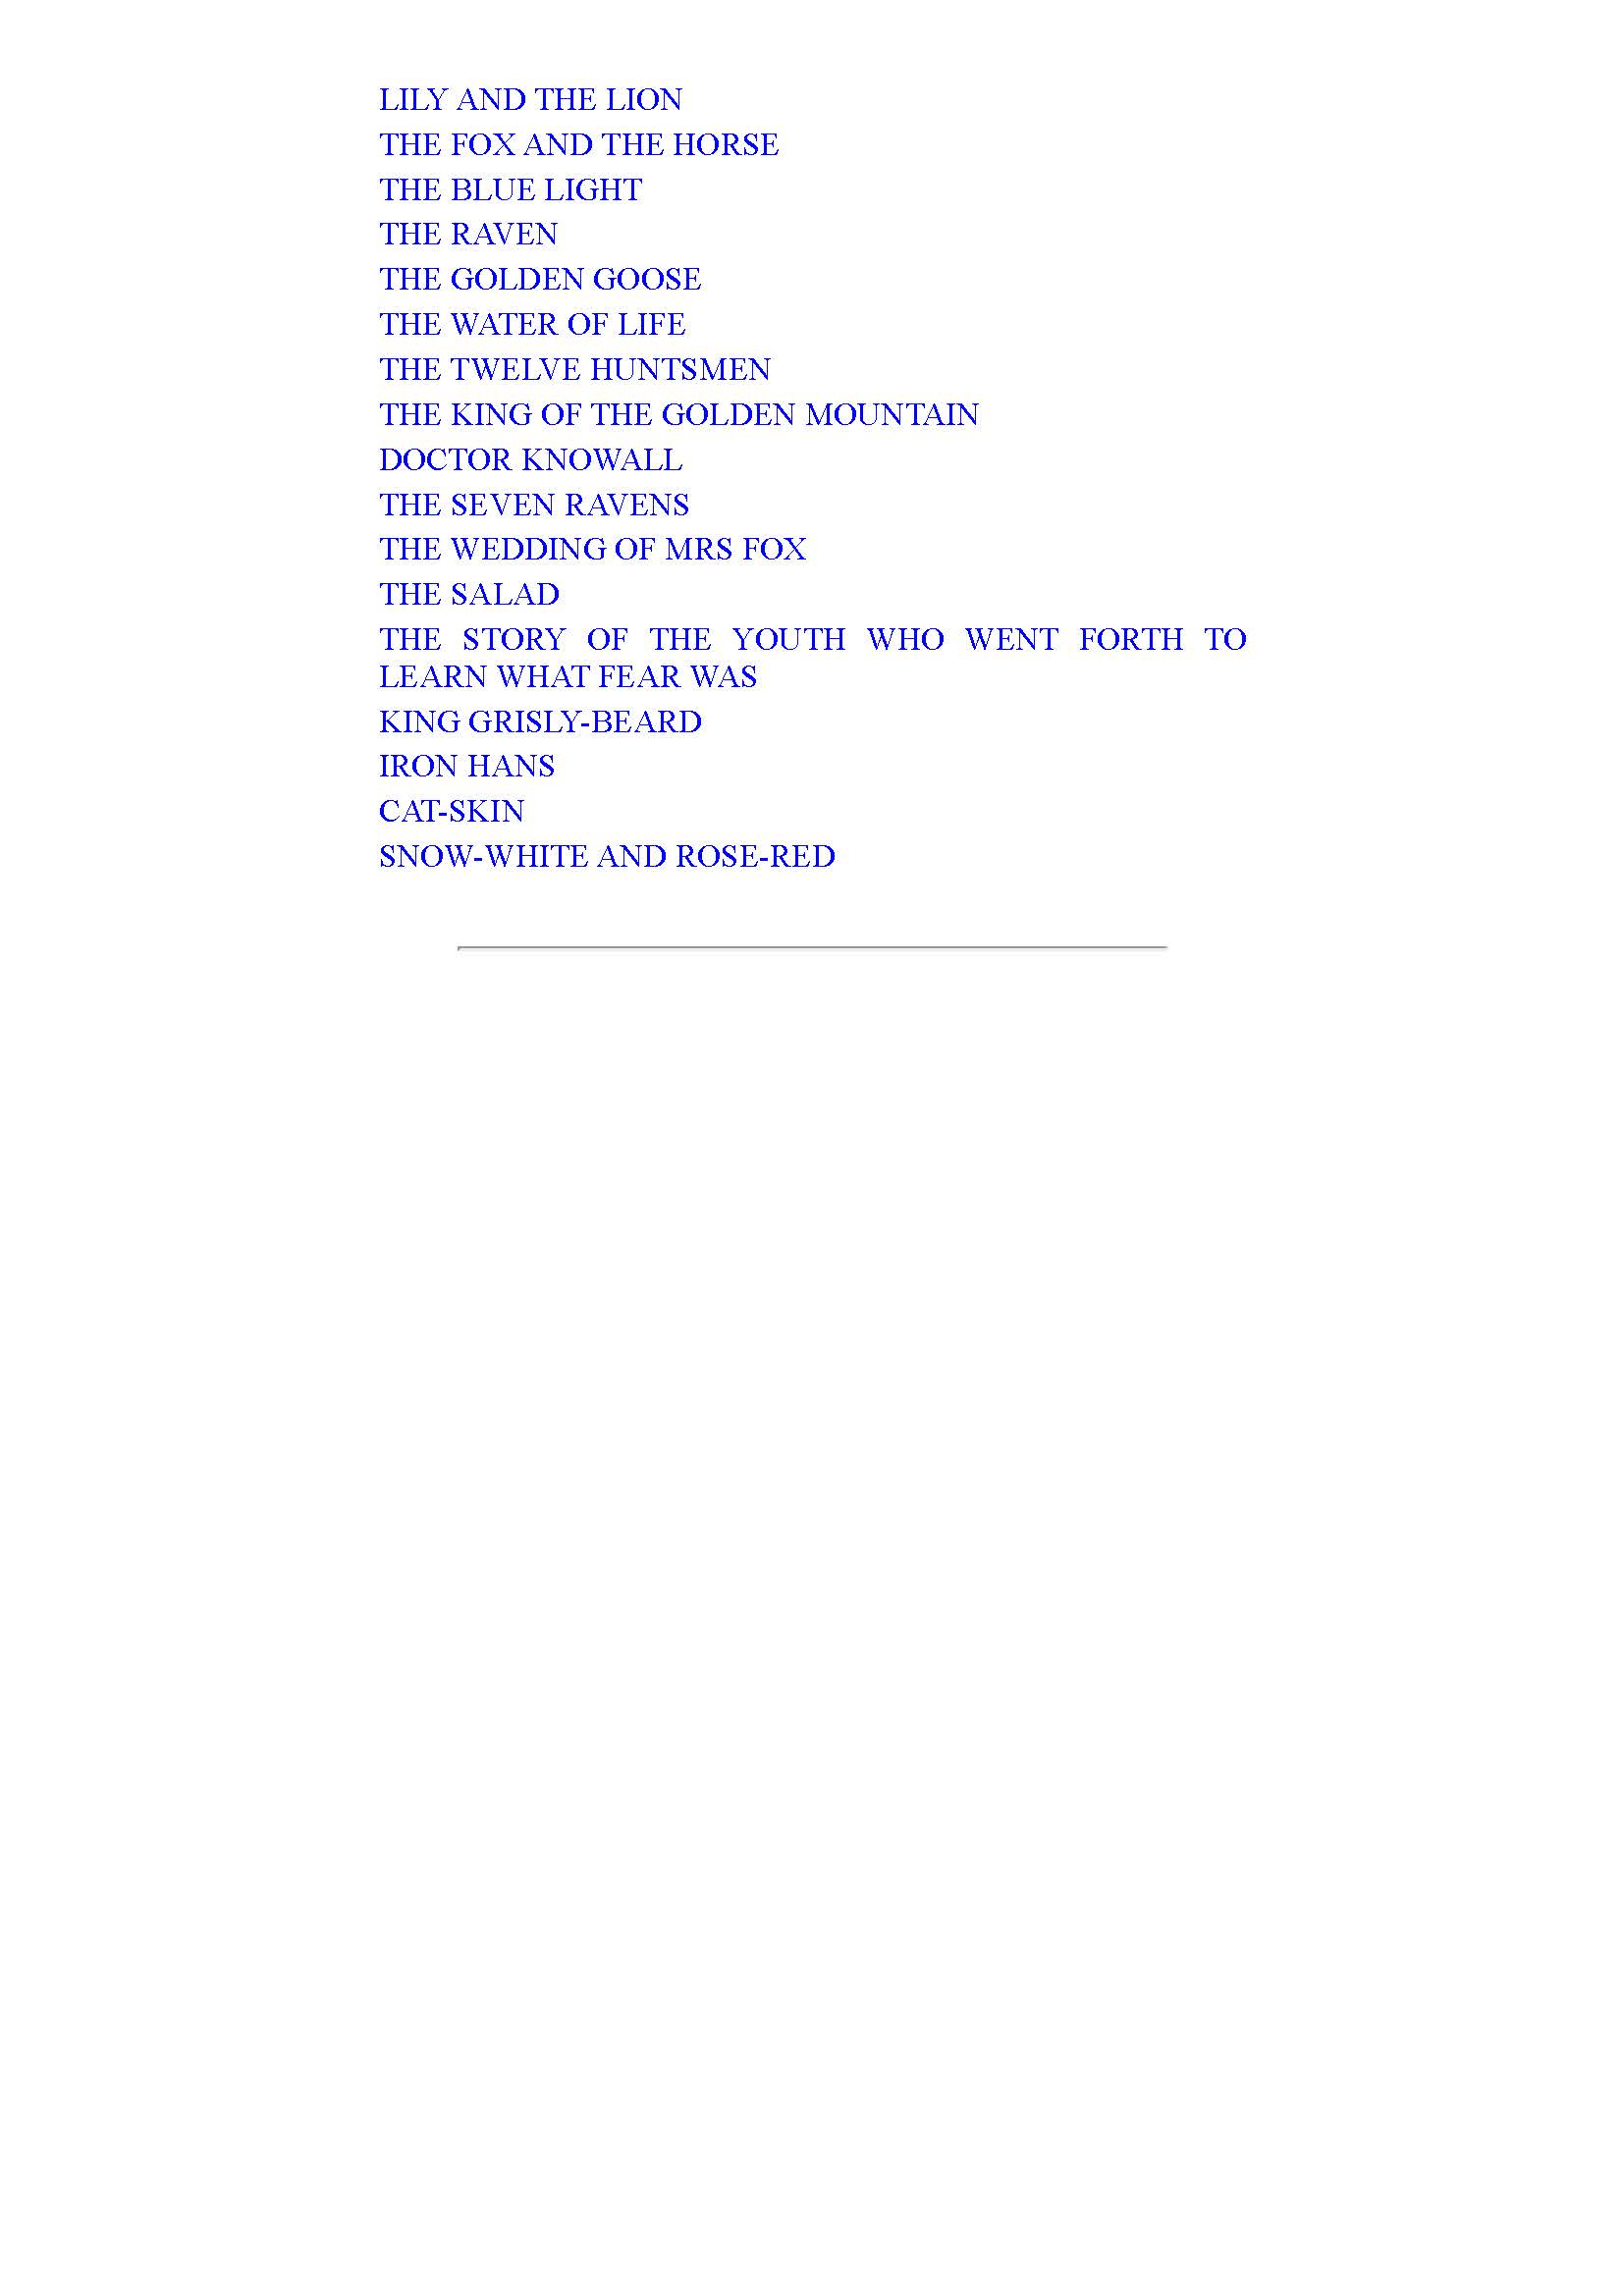 LILY AND THE LION
THE FOX AND THE HORSE
THE BLUE LIGHT
THE RAVEN
THE GOLDEN GOOSE
THE WATER OF LIFE
THE TWELVE HUNTSMEN
THE KING OF THE GOLDEN MOUNTAIN
DOCTOR KNOWALL
THE SEVEN RAVENS
THE WEDDING OF MRS FOX
THE SALAD
THE STORY OF THE YOUTH WHO WENT FORTH TO
LEARN WHAT FEAR WAS
KING GRISLY-BEARD
IRON HANS
CAT-SKIN
SNOW-WHITE AND ROSE-RED